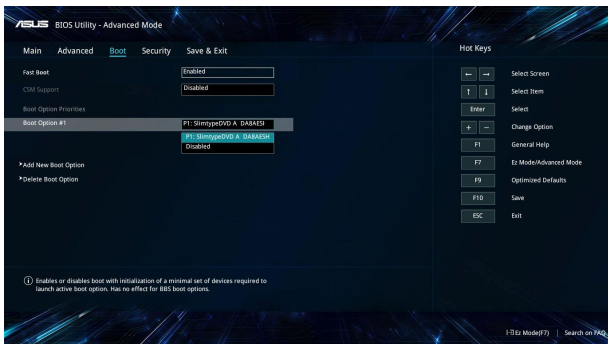 ASUS BIOS Utility - Advanced Mode
Main Advanced Boot Security Save & Exit
Hot Keys
Fast Boot Enabled
CSM Support Disabled
Boot Option Priorities
Boot Option #1 P1: SlimtypeDVD A DA8AESI
P1: SlimtypeDVD A DA8AESH
Disabled
>Add New Boot Option
>Delete Boot Option
← → Select Screen
↑ ↓ Select Item
Enter Select
+ − Change Option
F1 General Help
F7 Ez Mode/Advanced Mode
F9 Optimized Defaults
F10 Save
ESC Exit
Enables or disables boot with initialization of a minimal set of devices required to
launch active boot option. Has no effect for BBS boot options.
Ez Mode(F7) | Search on FAQ